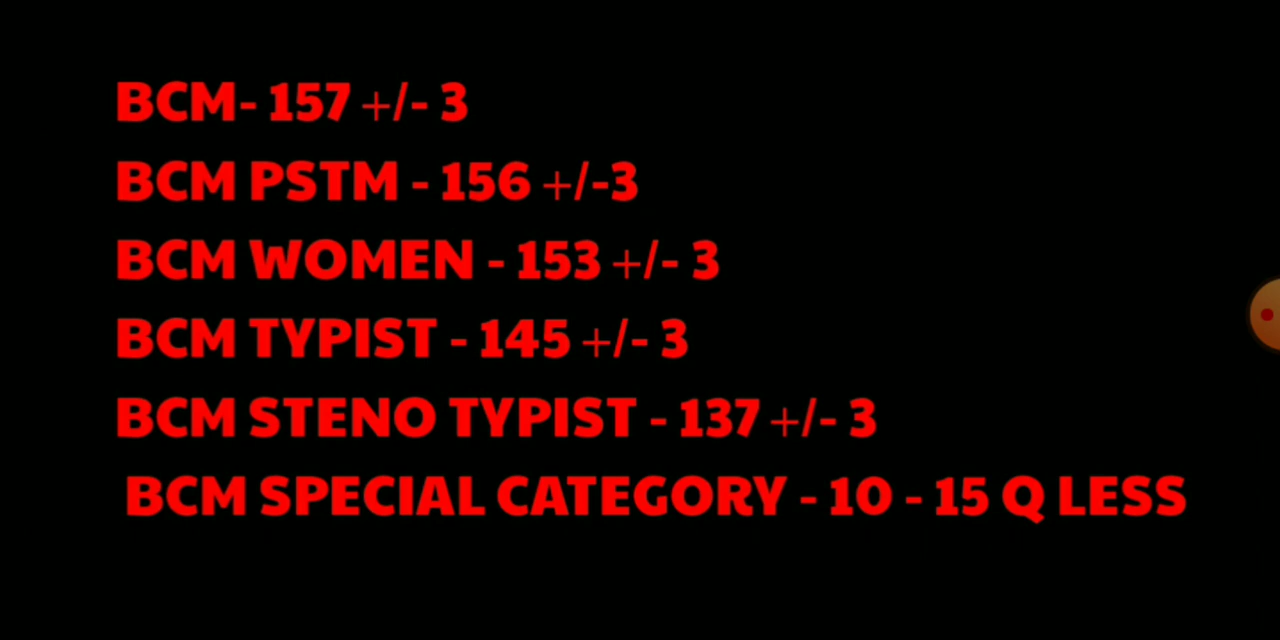 BCM- 157 +/- 3
BCM PSTM - 156 +/-3
BCM WOMEN - 153 +/- 3
BCM TYPIST - 145 +/- 3
BCM STENO TYPIST - 137 +/- 3
BCM SPECIAL CATEGORY - 10 - 15 Q LESS